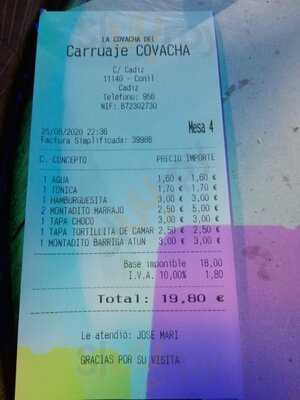 LA COVACHA DEL
Carruaje COVACHA
C/ Cadiz
11140 - Conil
Cadiz
Telefono: 956
NIF: B72302730
25/08/2020 22:36 Mesa 4
Factura Simplificada: 39986
C. CONCEPTO PRECIO IMPORTE
1 AGUA 1,60 € 1,60 €
1 TONICA 1,70 € 1,70 €
1 HAMBURGUESITA 3,00 € 3,00 €
2 MONTADITO MARRAJO 2,50 € 5,00 €
1 TAPA CHOCO 3,00 € 3,00 €
1 TAPA TORTILLEITA DE CAMAR 2,50 € 2,50 €
1 MONTADITO BARRIGA ATUN 3,00 € 3,00 €
Base imponible 18,00
I.V.A. 10,00% 1,80
Total: 19,80 €
Le atendió: JOSE MARI
GRACIAS POR SU VISITA